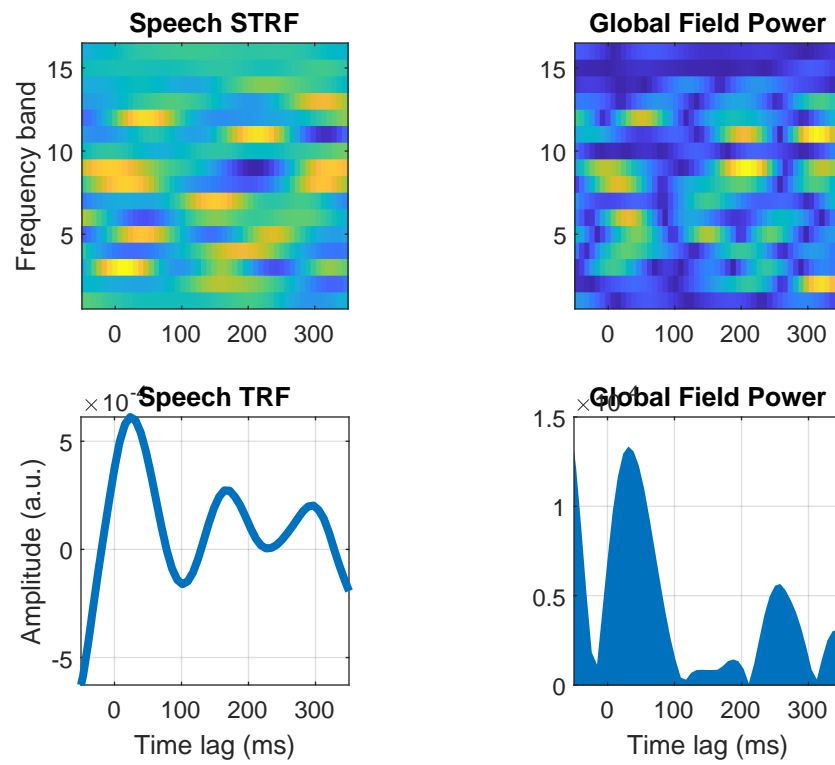 Speech STRF
Global Field Power
15
10
5
Frequency band
0 100 200 300
15
10
5
0 100 200 300
× 10⁻⁴
Speech TRF
Global Field Power
5
0
-5
Amplitude (a.u.)
0 100 200 300
Time lag (ms)
1.5
1
0.5
0
0 100 200 300
Time lag (ms)